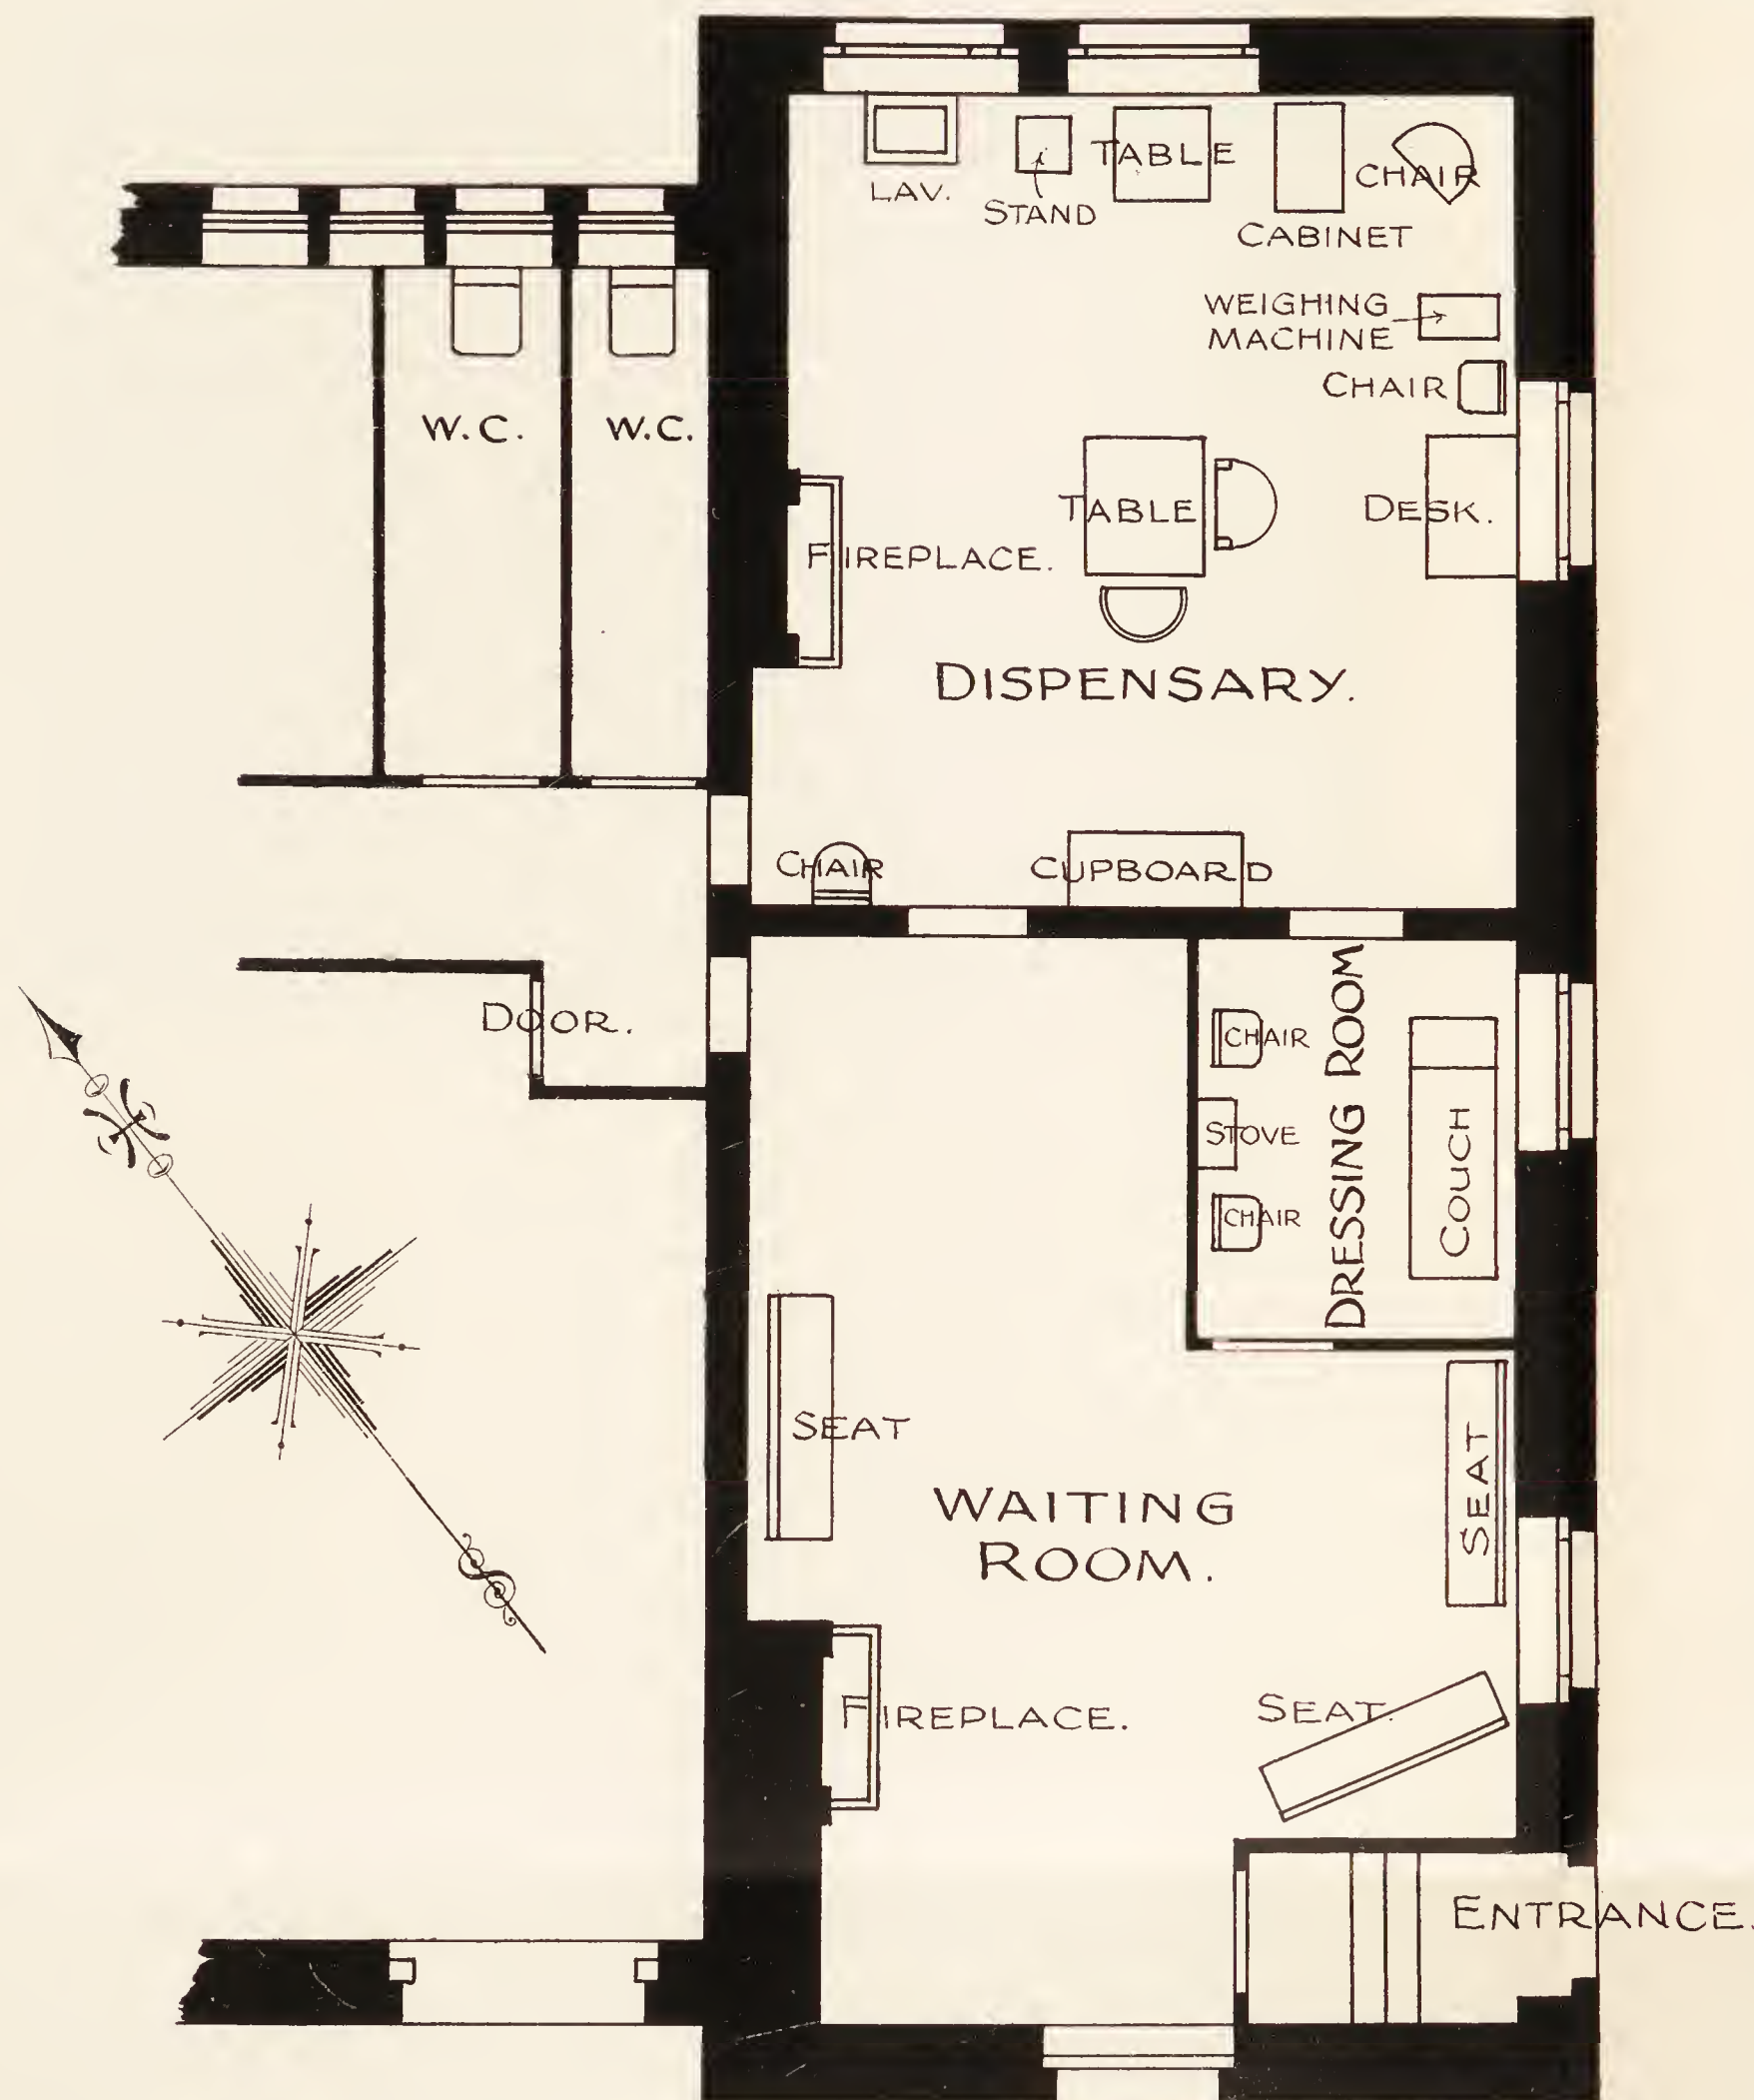 LAV.
STAND
TABLE
CABINET
CHAIR
WEIGHING
MACHINE
CHAIR
W.C.
W.C.
TABLE
DESK.
FIREPLACE.
DISPENSARY.
CHAIR
CUPBOARD
DOOR.
CHAIR
STOVE
CHAIR
DRESSING ROOM
COUCH
SEAT
SEAT
WAITING
ROOM.
FIREPLACE.
SEAT.
ENTRANCE.